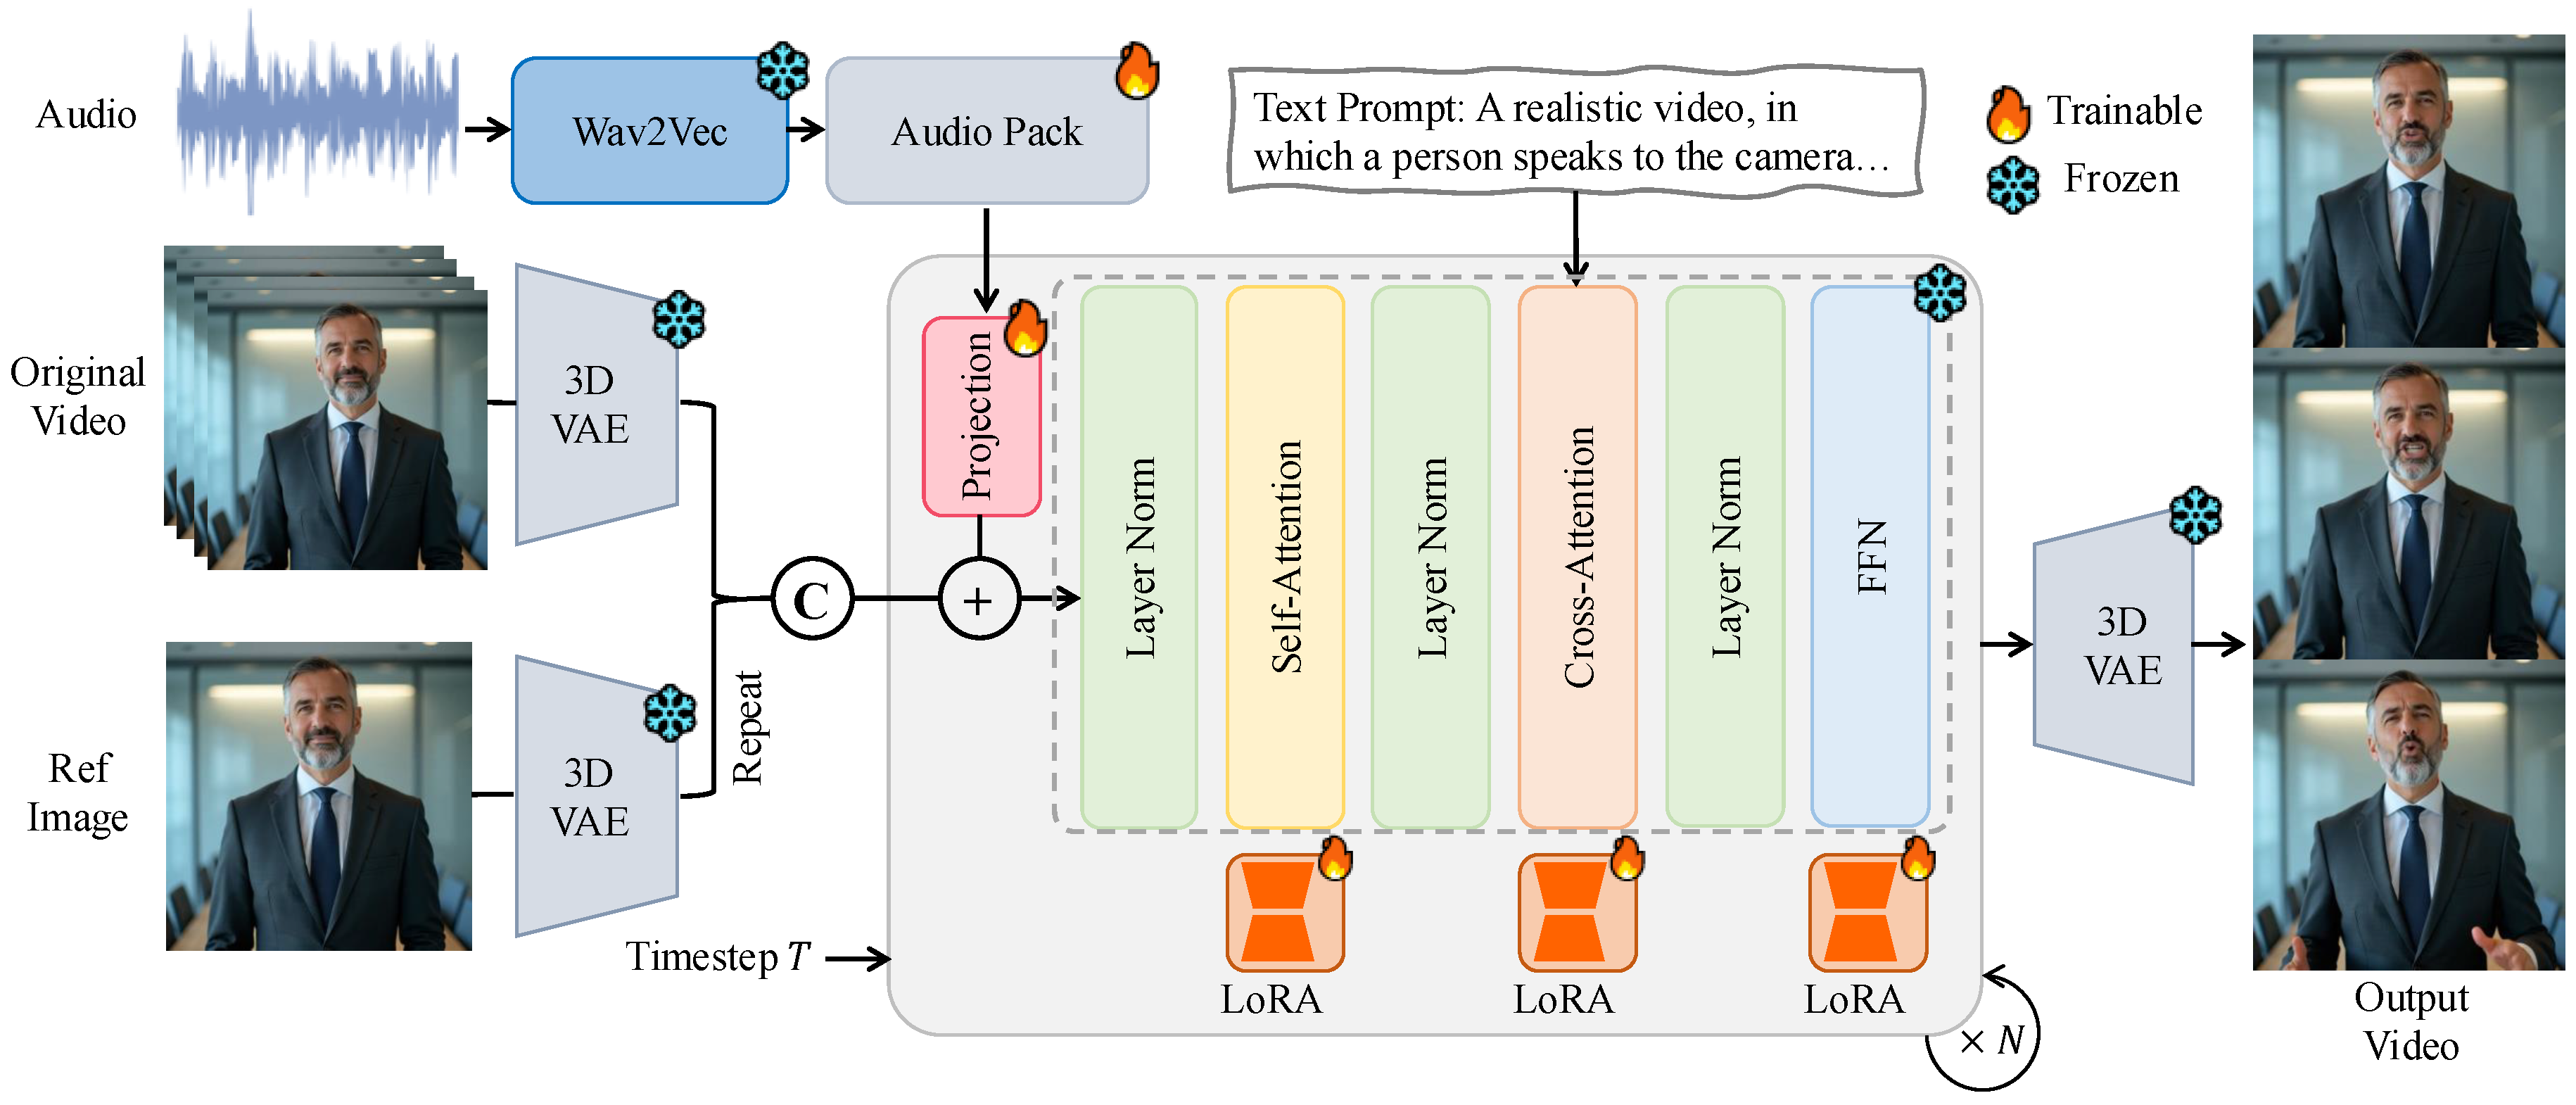 Audio
Wav2Vec
Audio Pack
Text Prompt: A realistic video, in
which a person speaks to the camera...
Trainable
Frozen
Original
Video
3D
VAE
Projection
Layer Norm
Self-Attention
Layer Norm
Cross-Attention
Layer Norm
FFN
C
+
Ref
Image
3D
VAE
Repeat
3D
VAE
Timestep T
LoRA
LoRA
LoRA
× N
Output
Video